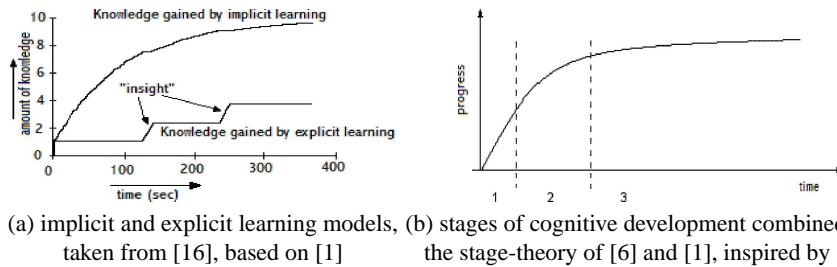 10
Knowledge gained by implicit learning
8
6
"insight"
4
2
Knowledge gained by explicit learning
0
amount of knowledge
0 100 200 300 400
time (sec)
progress
1 2 3
time
(a) implicit and explicit learning models,
taken from [16], based on [1]
(b) stages of cognitive development combined
the stage-theory of [6] and [1], inspired by